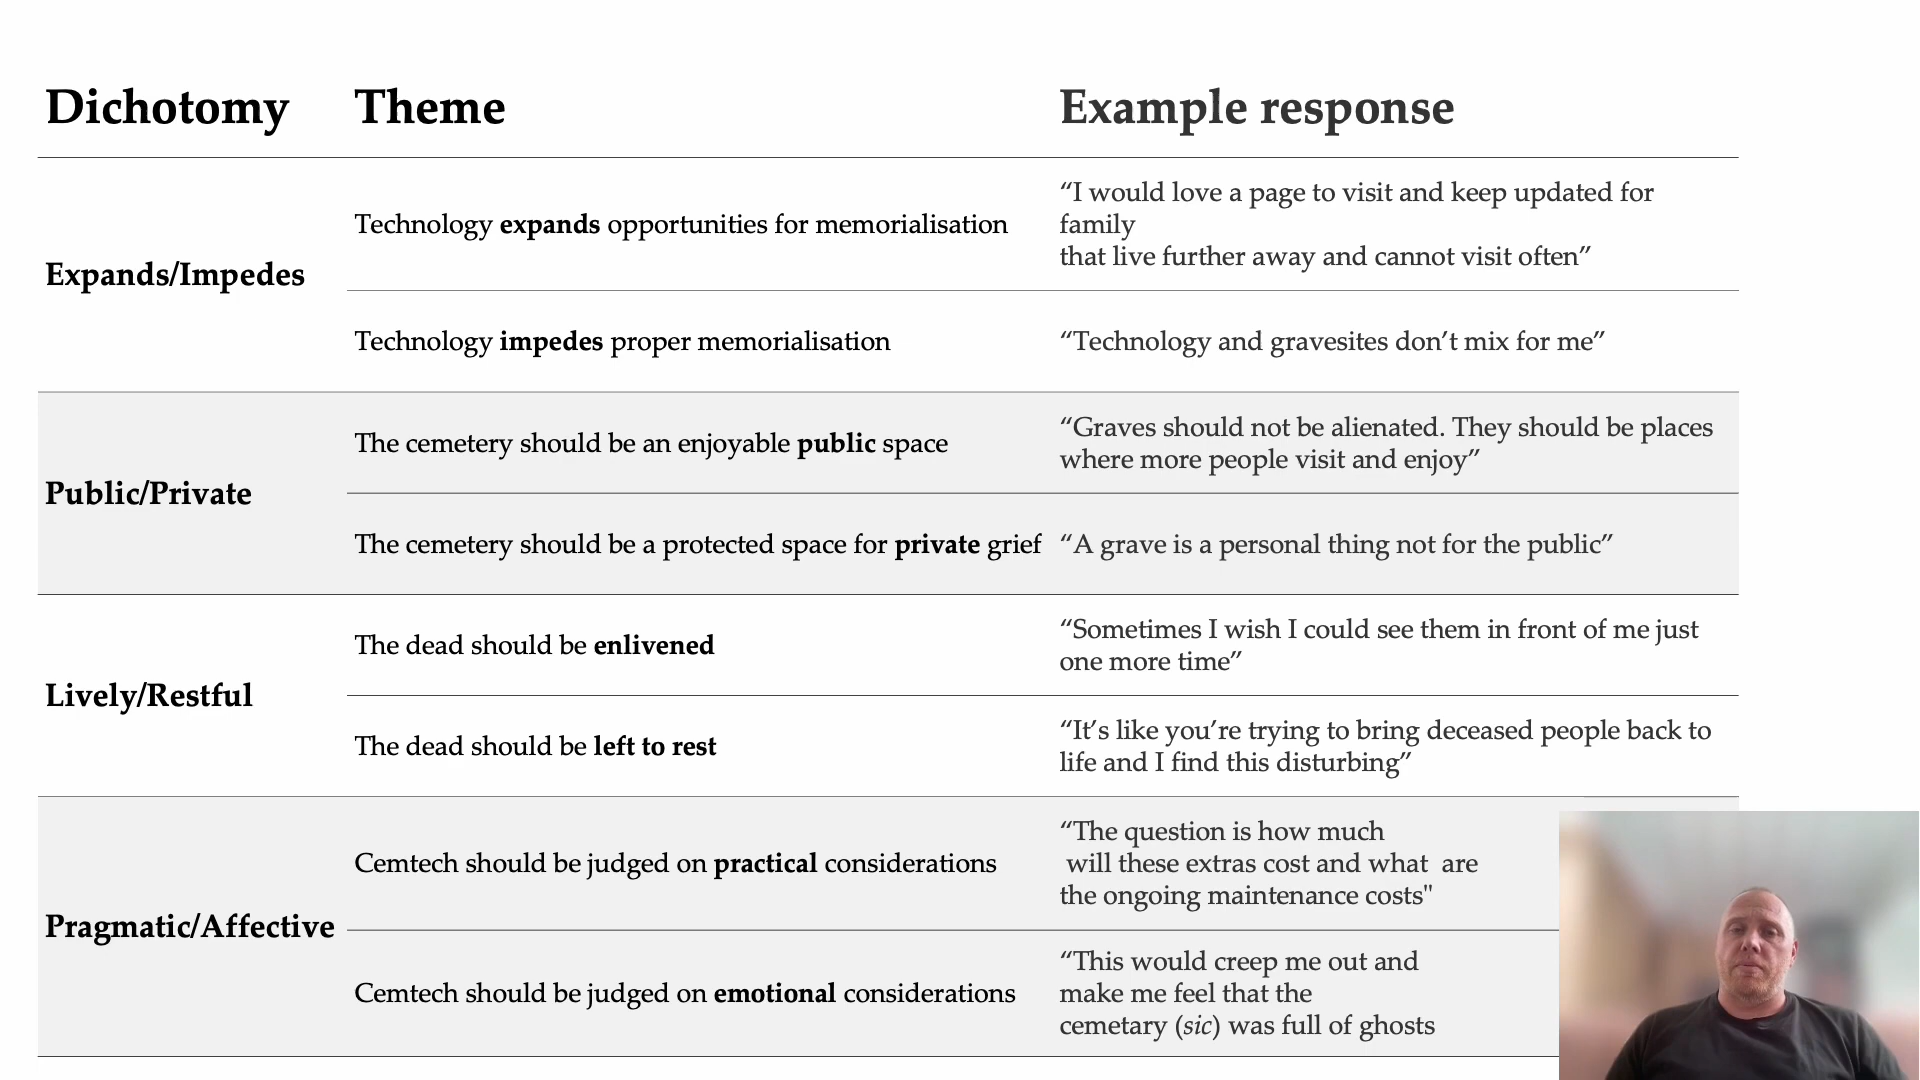 Dichotomy Theme Example response
Expands/Impedes
Technology expands opportunities for memorialisation
“I would love a page to visit and keep updated for
family
that live further away and cannot visit often”
Technology impedes proper memorialisation
“Technology and gravesites don’t mix for me”
Public/Private
The cemetery should be an enjoyable public space
“Graves should not be alienated. They should be places
where more people visit and enjoy”
The cemetery should be a protected space for private grief
“A grave is a personal thing not for the public”
Lively/Restful
The dead should be enlivened
“Sometimes I wish I could see them in front of me just
one more time”
The dead should be left to rest
“It’s like you’re trying to bring deceased people back to
life and I find this disturbing”
Pragmatic/Affective
Cemtech should be judged on practical considerations
“The question is how much
will these extras cost and what are
the ongoing maintenance costs"
Cemtech should be judged on emotional considerations
“This would creep me out and
make me feel that the
cemetary (sic) was full of ghosts